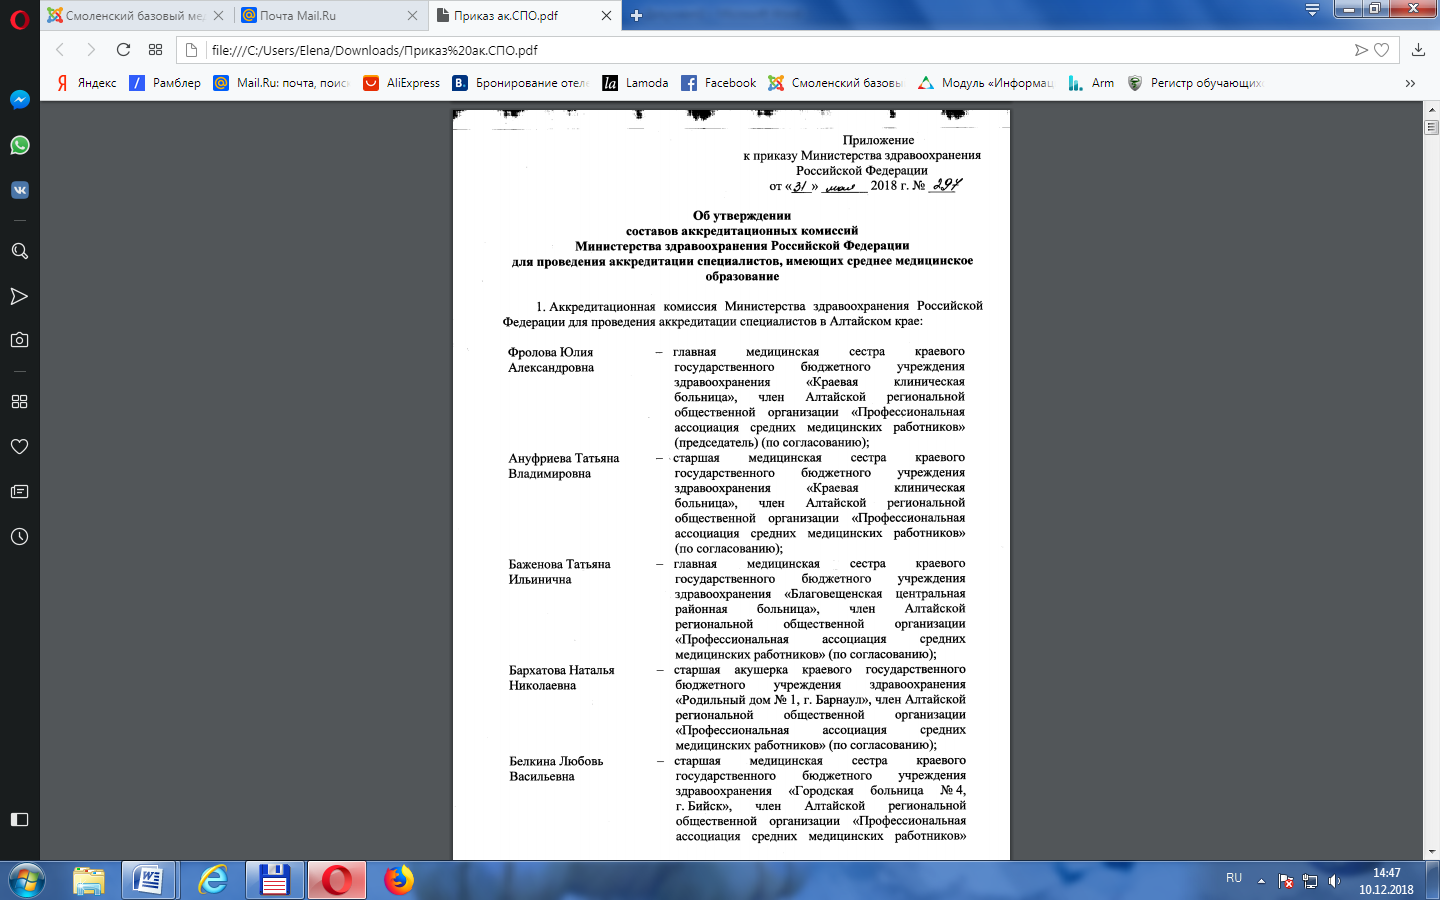 Смоленский базовый мед
Почта Mail.Ru
Приказ ак.СПО.pdf
file:///C:/Users/Elena/Downloads/Приказ%20ак.СПО.pdf
Яндекс
Рамблер
Mail.Ru: почта, поиск
AliExpress
Бронирование отеле
Lamoda
Facebook
Смоленский базовы
Модуль «Информац
Arm
Регистр обучающих
Приложение
к приказу Министерства здравоохранения
Российской Федерации
от «31» мая 2018 г. № 294
Об утверждении
составов аккредитационных комиссий
Министерства здравоохранения Российской Федерации
для проведения аккредитации специалистов, имеющих среднее медицинское
образование
1. Аккредитационная комиссия Министерства здравоохранения Российской
Федерации для проведения аккредитации специалистов в Алтайском крае:
Фролова Юлия
Александровна
– главная медицинская сестра краевого
государственного бюджетного учреждения
здравоохранения «Краевая клиническая
больница», член Алтайской региональной
общественной организации «Профессиональная
ассоциация средних медицинских работников»
(председатель) (по согласованию);
Ануфриева Татьяна
Владимировна
– старшая медицинская сестра краевого
государственного бюджетного учреждения
здравоохранения «Краевая клиническая
больница», член Алтайской региональной
общественной организации «Профессиональная
ассоциация средних медицинских работников»
(по согласованию);
Баженова Татьяна
Ильинична
– главная медицинская сестра краевого
государственного бюджетного учреждения
здравоохранения «Благовещенская центральная
районная больница», член Алтайской
региональной общественной организации
«Профессиональная ассоциация средних
медицинских работников» (по согласованию);
Бархатова Наталья
Николаевна
– старшая акушерка краевого государственного
бюджетного учреждения здравоохранения
«Родильный дом № 1, г. Барнаул», член Алтайской
региональной общественной организации
«Профессиональная ассоциация средних
медицинских работников» (по согласованию);
Белкина Любовь
Васильевна
– старшая медицинская сестра краевого
государственного бюджетного учреждения
здравоохранения «Городская больница № 4,
г. Бийск», член Алтайской региональной
общественной организации «Профессиональная
ассоциация средних медицинских работников»
RU
14:47
10.12.2018